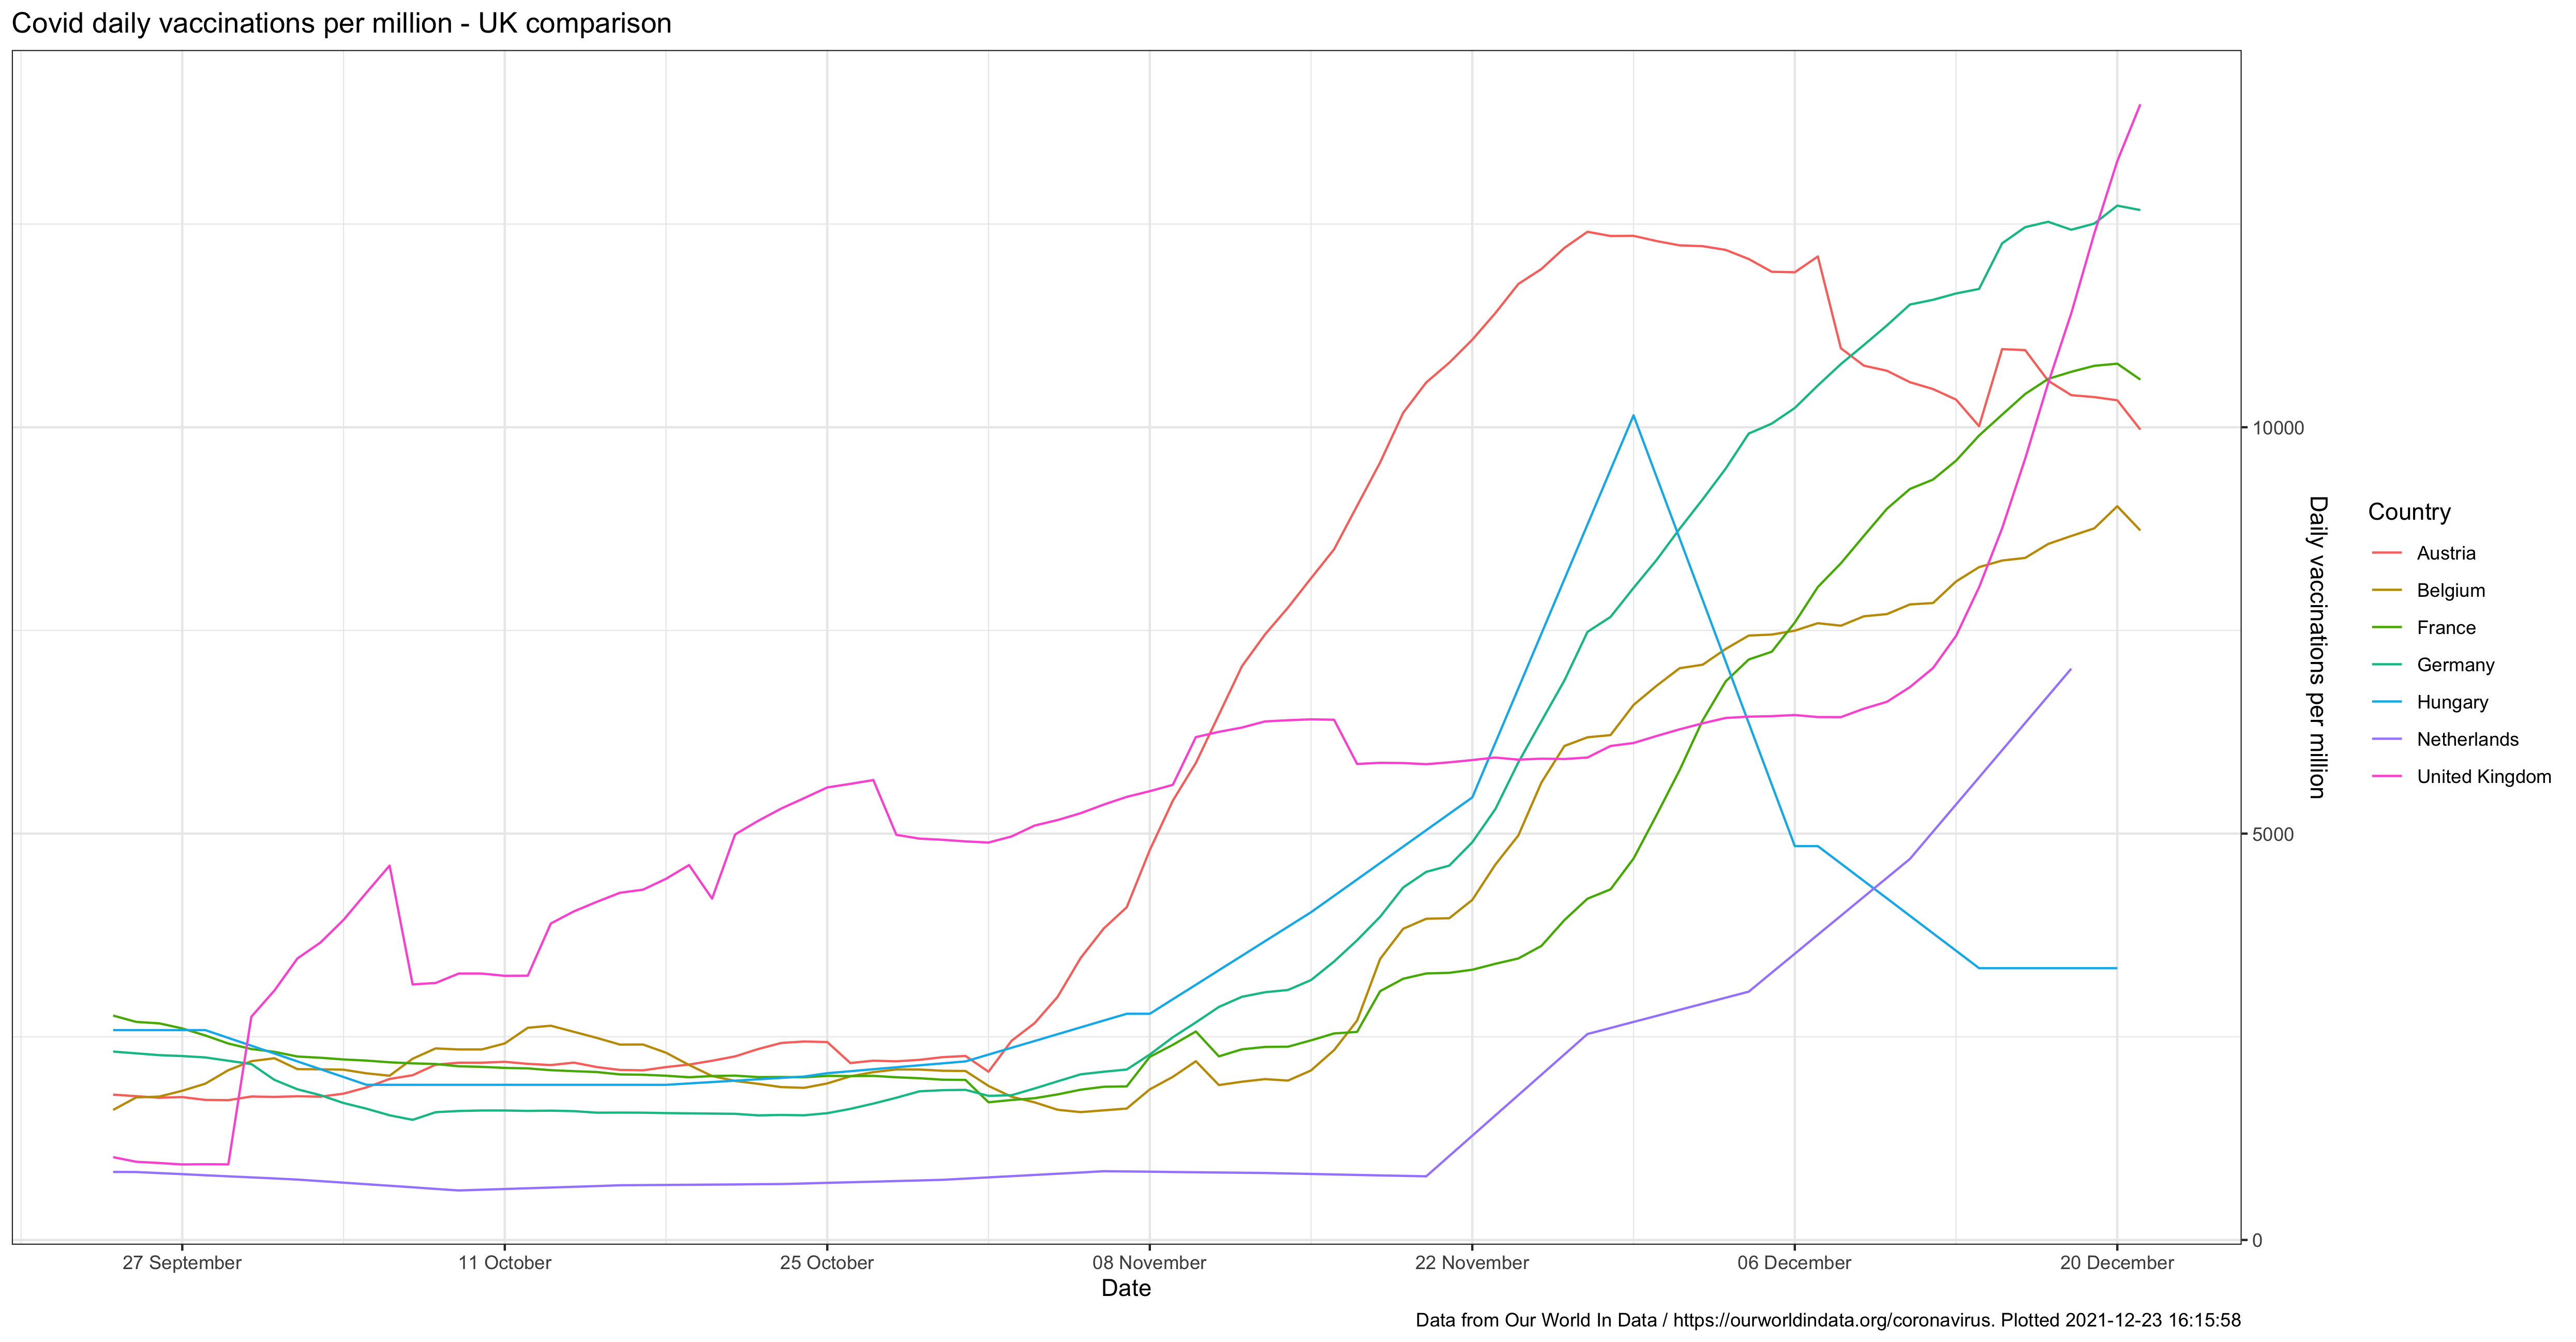 Covid daily vaccinations per million - UK comparison
10000
5000
0
Daily vaccinations per million
Country
Austria
Belgium
France
Germany
Hungary
Netherlands
United Kingdom
27 September
11 October
25 October
08 November
22 November
06 December
20 December
Date
Data from Our World In Data / https://ourworldindata.org/coronavirus. Plotted 2021-12-23 16:15:58